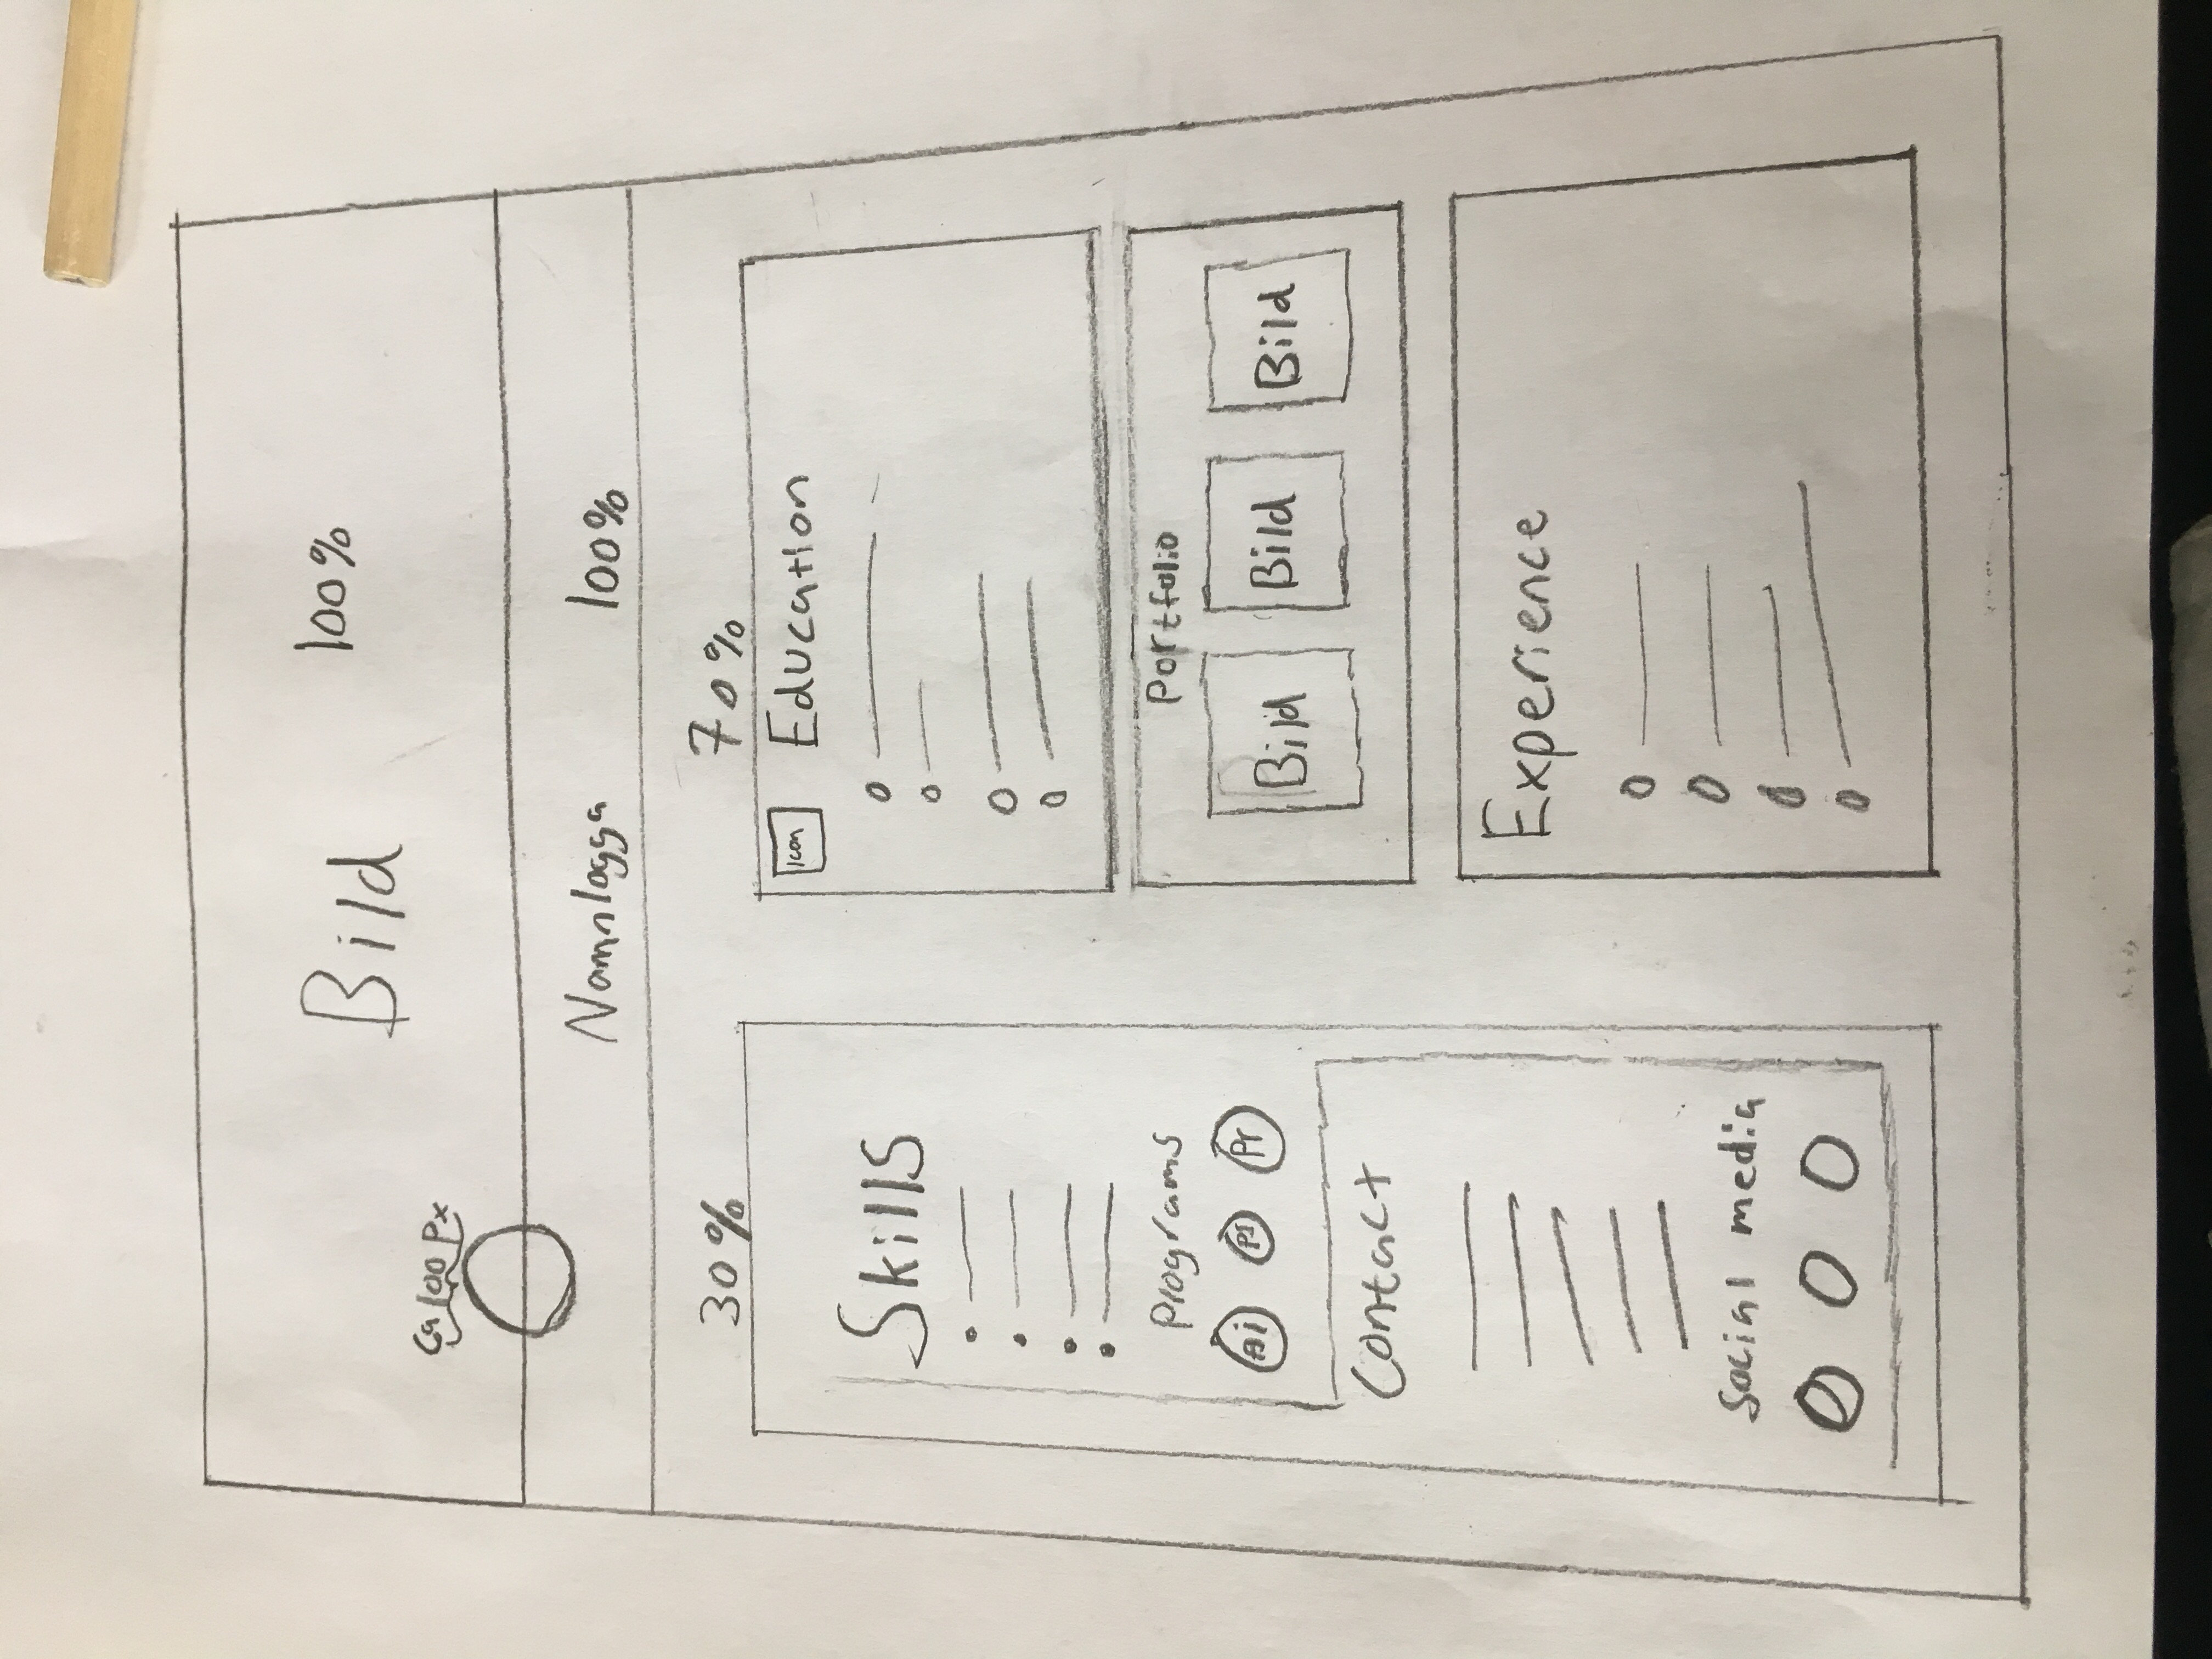 Bild 100%
Ca 100 Px
Namnlogga 100%
30%
Skills
Programs
Ai Ps Pr
Contact
Social media
70%
Icon Education
Portfolio
Bild Bild Bild
Experience